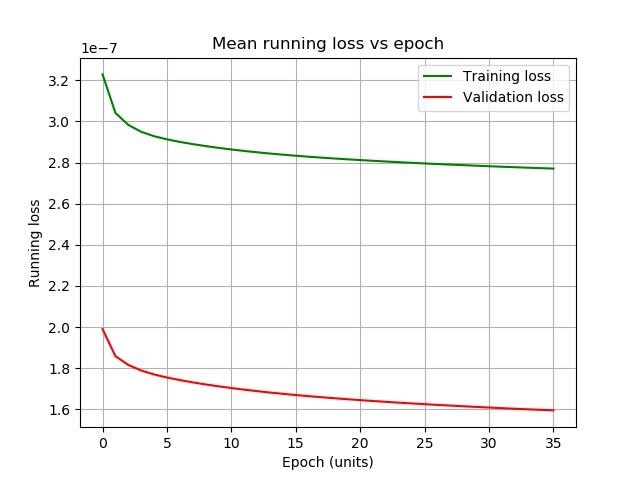 Mean running loss vs epoch
1e−7
Training loss
Validation loss
3.2
3.0
2.8
2.6
2.4
2.2
2.0
1.8
1.6
Running loss
0 5 10 15 20 25 30 35
Epoch (units)